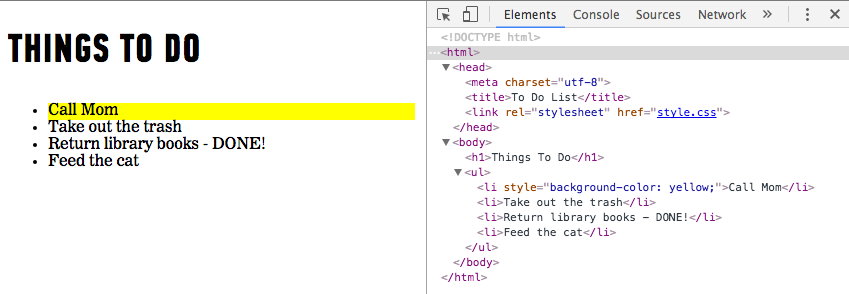 THINGS TO DO
Call Mom
Take out the trash
Return library books - DONE!
Feed the cat
Elements Console Sources Network »
<!DOCTYPE html>
…<html>
<head>
<meta charset="utf-8">
<title>To Do List</title>
<link rel="stylesheet" href="style.css">
</head>
<body>
<h1>Things To Do</h1>
<ul>
<li style="background-color: yellow;">Call Mom</li>
<li>Take out the trash</li>
<li>Return library books - DONE!</li>
<li>Feed the cat</li>
</ul>
</body>
</html>